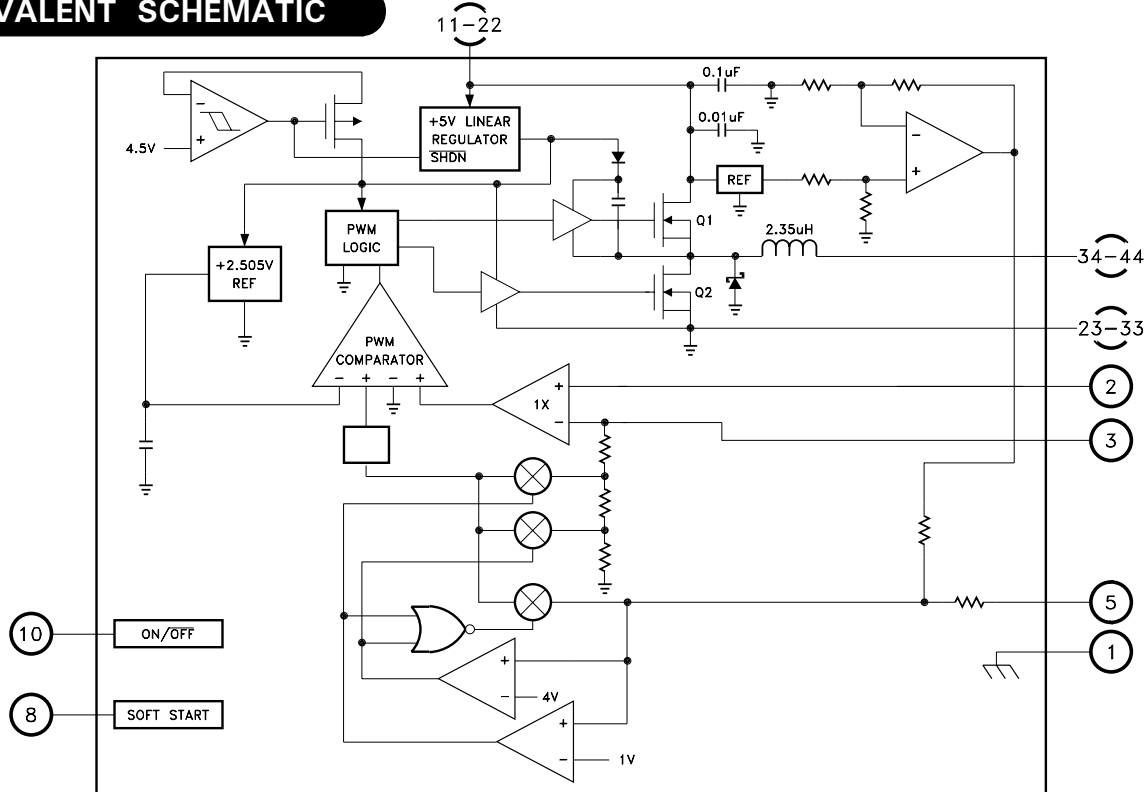 VALENT SCHEMATIC
11-22
0.1uF
+5V LINEAR
REGULATOR
SHDN
0.01uF
4.5V
-
+
-
+
REF
Q1
PWM
LOGIC
2.35uH
34-44
+2.505V
REF
Q2
23-33
PWM
COMPARATOR
- + - +
+
1X
-
2
3
5
10
ON/OFF
1
+
- 4V
8
SOFT START
+
- 1V